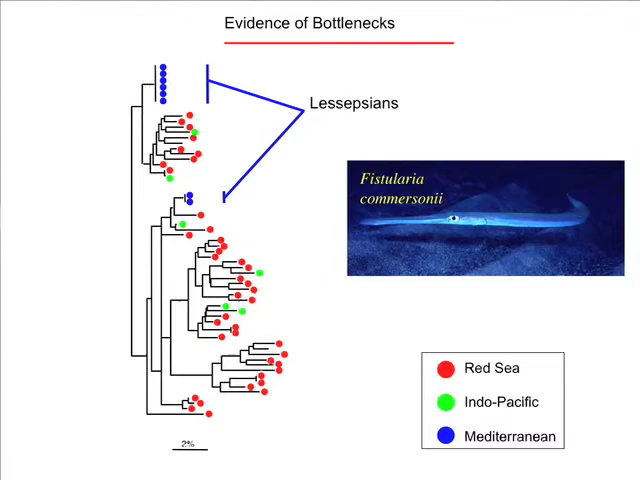 Evidence of Bottlenecks
Lessepsians
Fistularia
commersonii
Red Sea
Indo-Pacific
Mediterranean
2%